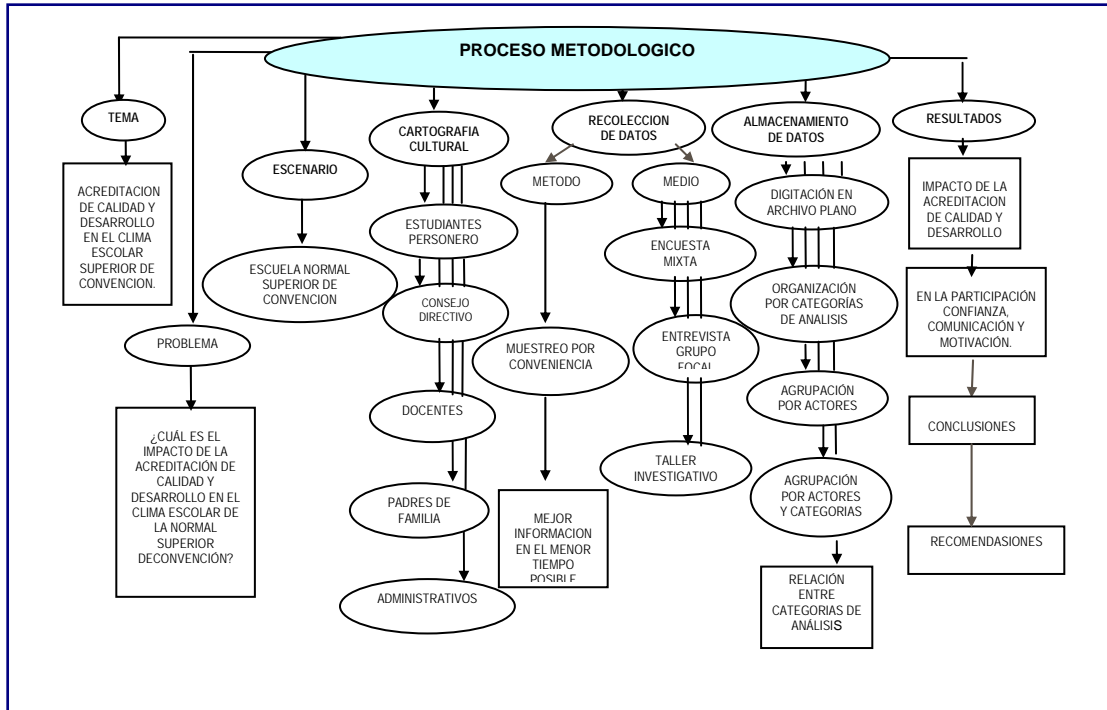 PROCESO METODOLOGICO
TEMA
ACREDITACION
DE CALIDAD Y
DESARROLLO
EN EL CLIMA
ESCOLAR
SUPERIOR DE
CONVENCION.
PROBLEMA
¿CUÁL ES EL
IMPACTO DE LA
ACREDITACIÓN DE
CALIDAD Y
DESARROLLO EN EL
CLIMA ESCOLAR DE
LA NORMAL
SUPERIOR
DECONVENCIÓN?
ESCENARIO
ESCUELA NORMAL
SUPERIOR DE
CONVENCION
CARTOGRAFIA
CULTURAL
ESTUDIANTES
PERSONERO
CONSEJO
DIRECTIVO
DOCENTES
PADRES DE
FAMILIA
ADMINISTRATIVOS
RECOLECCION
DE DATOS
METODO
MUESTREO POR
CONVENIENCIA
MEJOR
INFORMACION
EN EL MENOR
TIEMPO
POSIBLE
MEDIO
ENCUESTA
MIXTA
ENTREVISTA
GRUPO
FOCAL
TALLER
INVESTIGATIVO
ALMACENAMIENTO
DE DATOS
DIGITACIÓN EN
ARCHIVO PLANO
ORGANIZACIÓN
POR CATEGORÍAS
DE ANALISIS
AGRUPACIÓN
POR ACTORES
AGRUPACIÓN
POR ACTORES
Y CATEGORIAS
RELACIÓN
ENTRE
CATEGORIAS DE
ANÁLISIS
RESULTADOS
IMPACTO DE LA
ACREDITACION
DE CALIDAD Y
DESARROLLO
EN LA PARTICIPACIÓN
CONFIANZA,
COMUNICACIÓN Y
MOTIVACIÓN.
CONCLUSIONES
RECOMENDASIONES